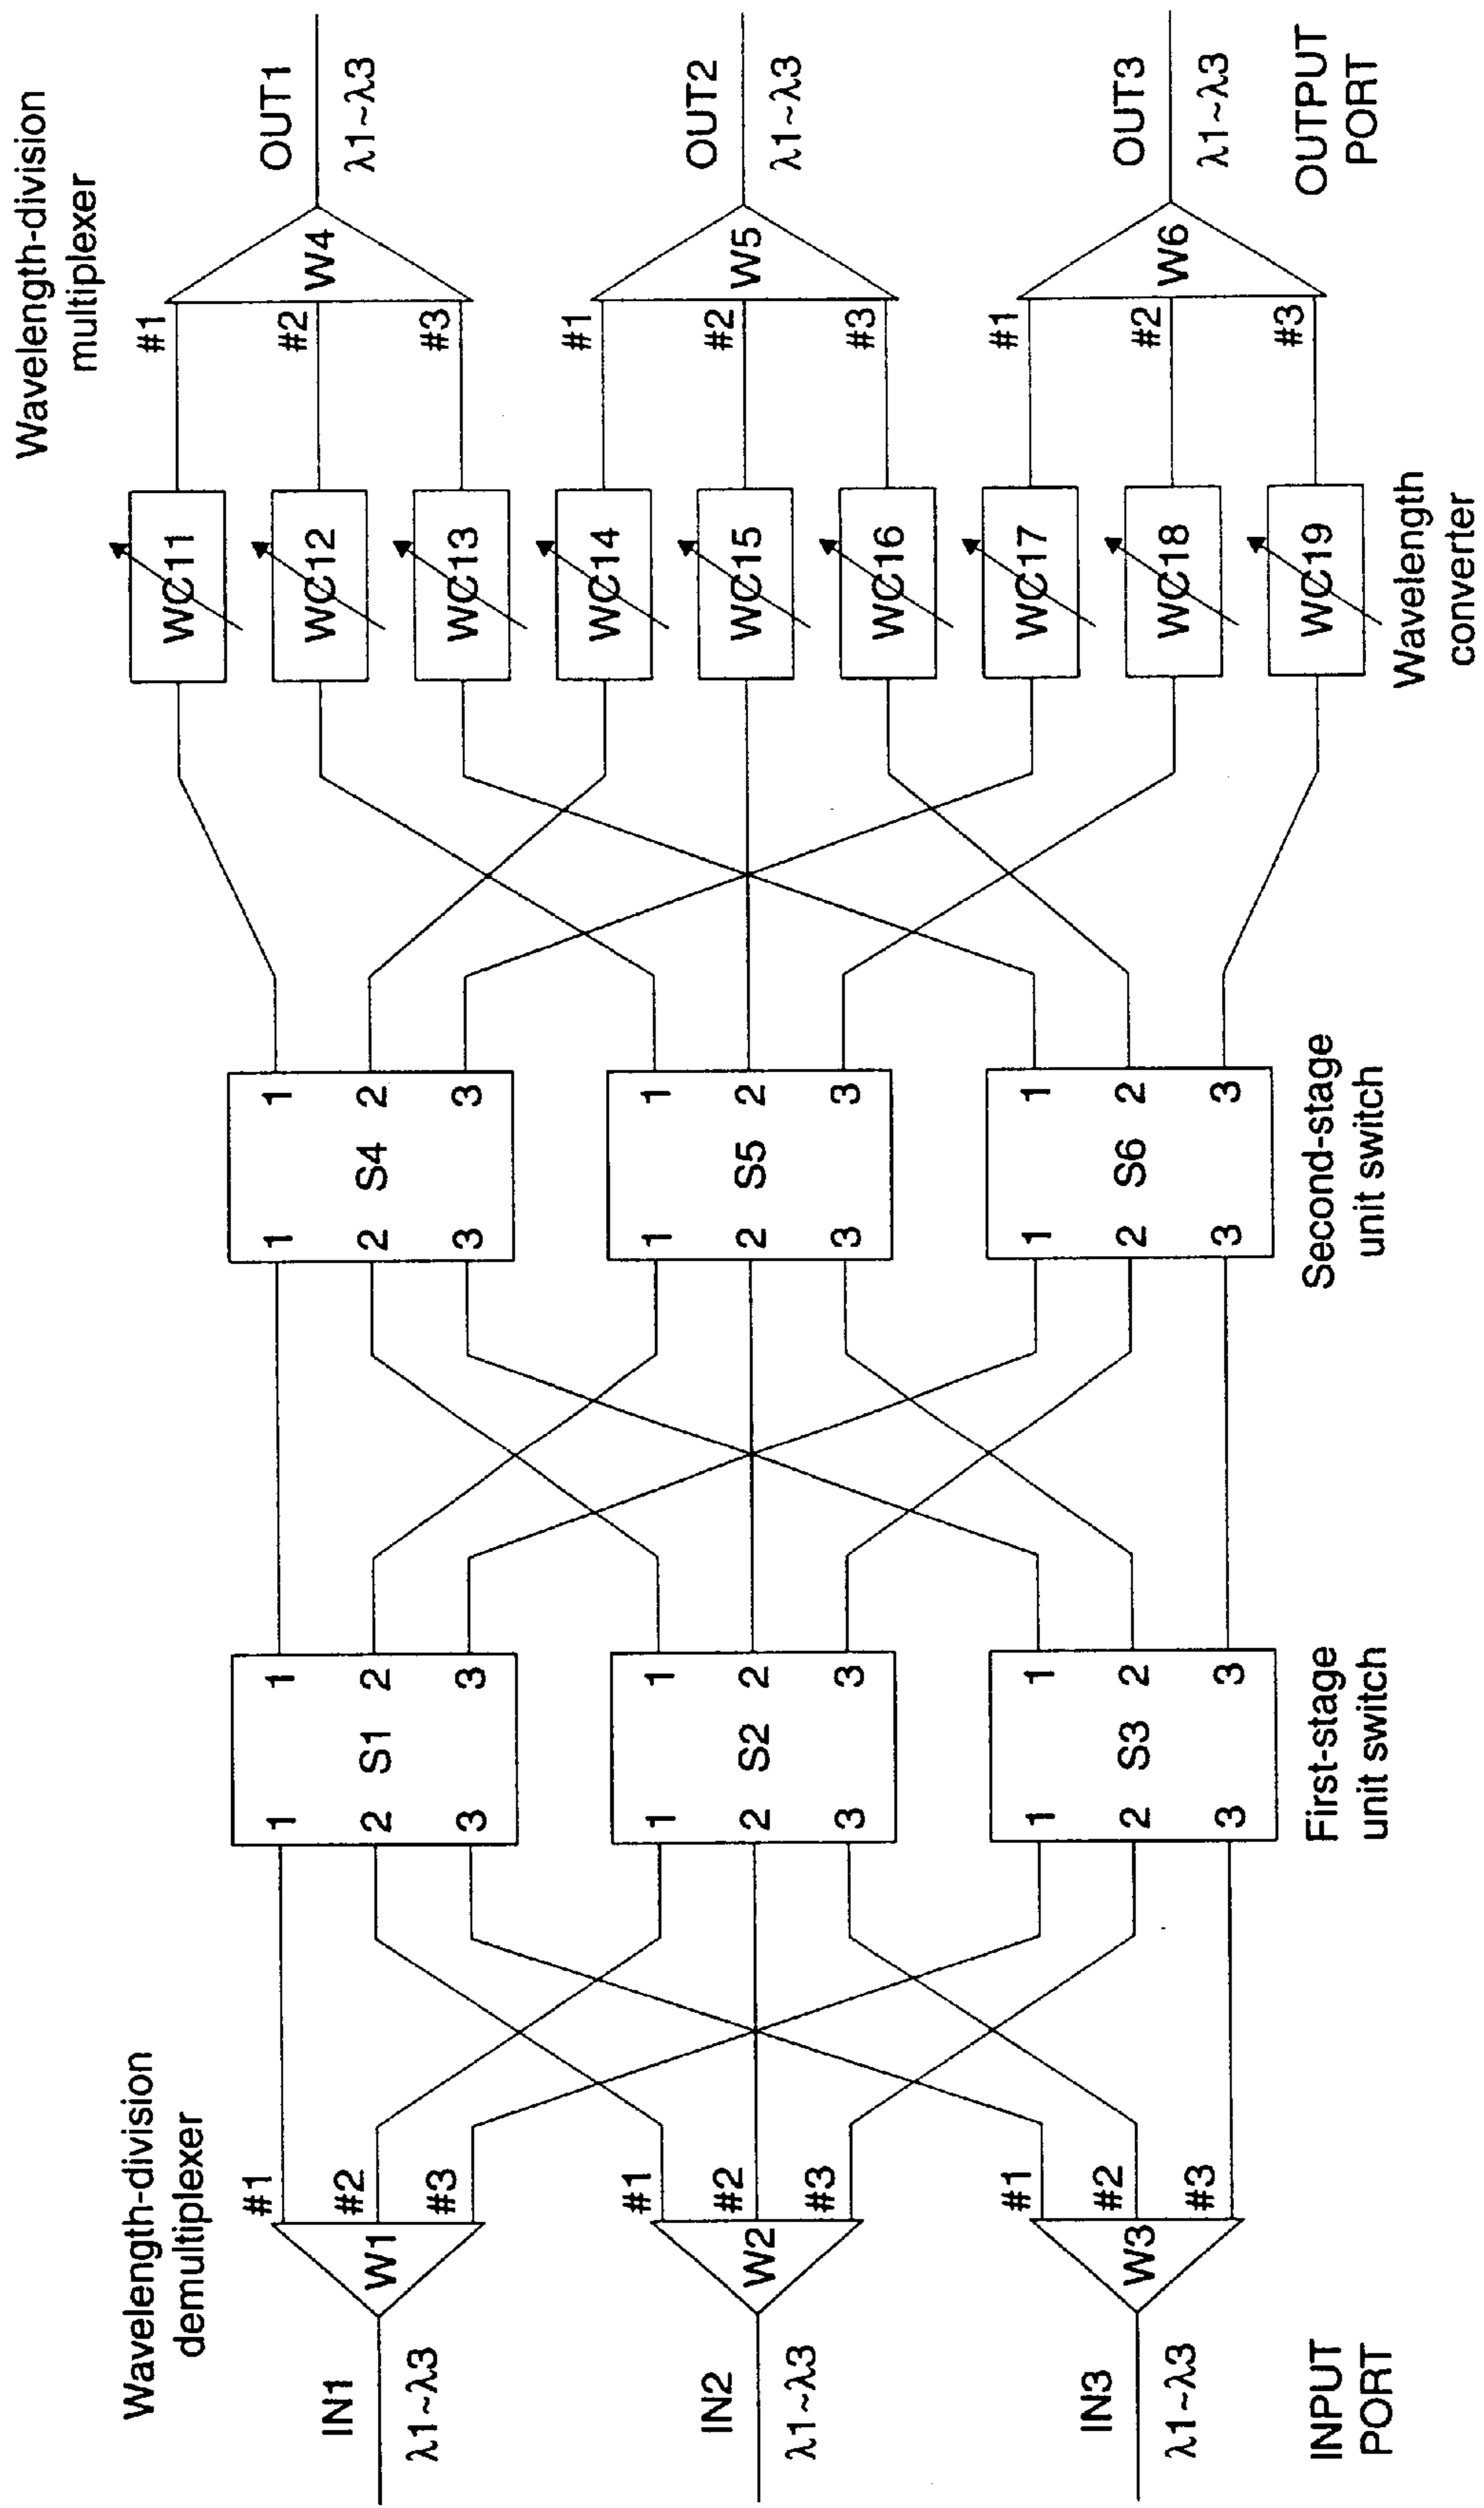 Wavelength-division
demultiplexer
Wavelength-division
multiplexer
IN1
λ1~λ3
W1
#1
#2
#3
IN2
λ1~λ3
W2
#1
#2
#3
IN3
λ1~λ3
W3
#1
#2
#3
INPUT
PORT
1 S1 1
2 2
3 3
1 S2 1
2 2
3 3
1 S3 1
2 2
3 3
First-stage
unit switch
1 S4 1
2 2
3 3
1 S5 1
2 2
3 3
1 S6 1
2 2
3 3
Second-stage
unit switch
WC11
WC12
WC13
WC14
WC15
WC16
WC17
WC18
WC19
Wavelength
converter
#1
#2
#3
W4
OUT1
λ1~λ3
#1
#2
#3
W5
OUT2
λ1~λ3
#1
#2
#3
W6
OUT3
λ1~λ3
OUTPUT
PORT